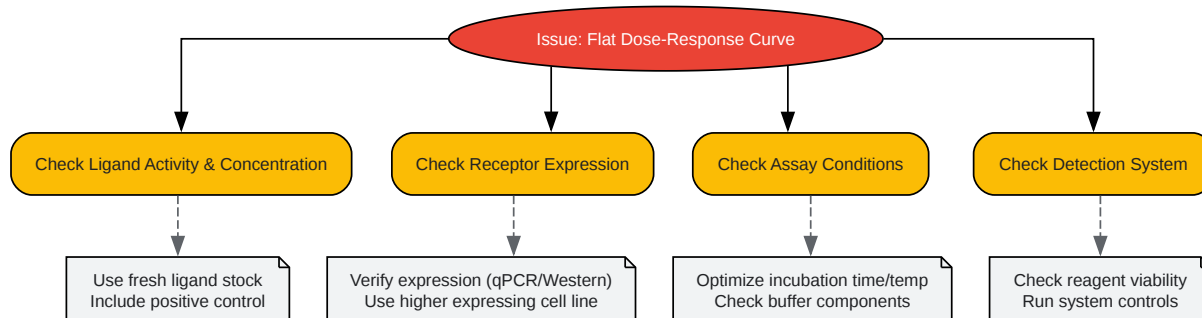 Issue: Flat Dose-Response Curve
Check Ligand Activity & Concentration
Check Receptor Expression
Check Assay Conditions
Check Detection System
Use fresh ligand stock
Include positive control
Verify expression (qPCR/Western)
Use higher expressing cell line
Optimize incubation time/temp
Check buffer components
Check reagent viability
Run system controls